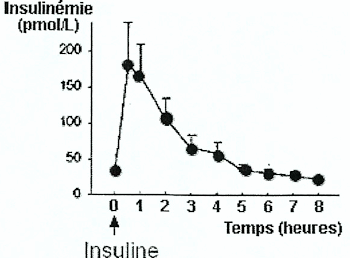 Insulinémie
(pmol/L)
200
150
100
50
0
0 1 2 3 4 5 6 7 8
Temps (heures)
Insuline